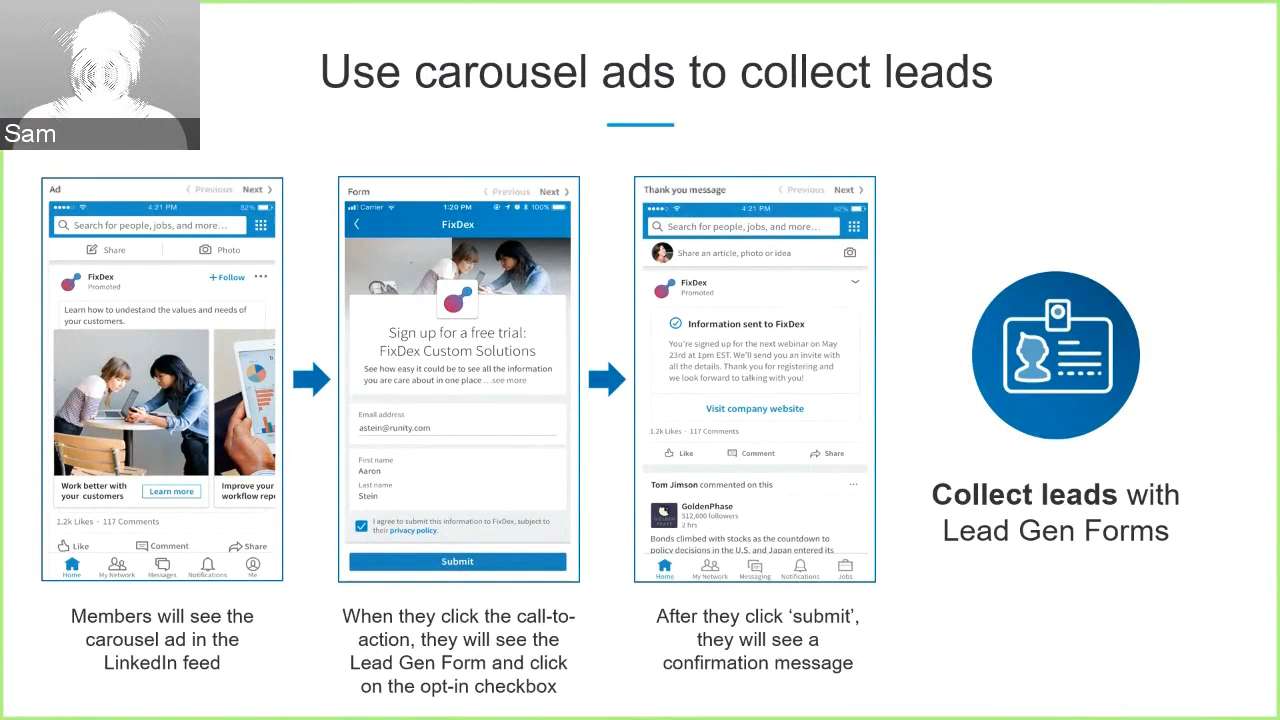 Sam
Use carousel ads to collect leads
Ad
Previous Next
4:21 PM
82%
Search for people, jobs, and more...
Share
Photo
FixDex
Promoted
+ Follow
Learn how to undestand the values and needs of
your customers.
Work better with
your customers
Learn more
Improve your
workflow repo
1.2k Likes · 117 Comments
Like
Comment
Share
Home
My Network
Messages
Notifications
Me
Members will see the
carousel ad in the
LinkedIn feed
Form
Previous Next
Carrier
1:20 PM
100%
FixDex
Sign up for a free trial:
FixDex Custom Solutions
See how easy it could be to see all the information
you are care about in one place ...see more
Email address
astein@runity.com
First name
Aaron
Last name
Stein
I agree to submit this information to FixDex, subject to
their privacy policy.
Submit
When they click the call-to-
action, they will see the
Lead Gen Form and click
on the opt-in checkbox
Thank you message
Previous Next
4:21 PM
82%
Search for people, jobs, and more...
Share an article, photo or idea
FixDex
Promoted
Information sent to FixDex
You're signed up for the next webinar on May
23rd at 1pm EST. We'll send you an invite with
all the details. Thank you for registering and
we look forward to talking with you!
Visit company website
1.2k Likes · 117 Comments
Like
Comment
Share
Tom Jimson commented on this
GoldenPhase
512,600 followers
2 hrs
Bonds climbed with stocks as the countdown to
policy decisions in the U.S. and Japan entered its
Home
My Network
Messaging
Notifications
Jobs
After they click ‘submit’,
they will see a
confirmation message
Collect leads with
Lead Gen Forms